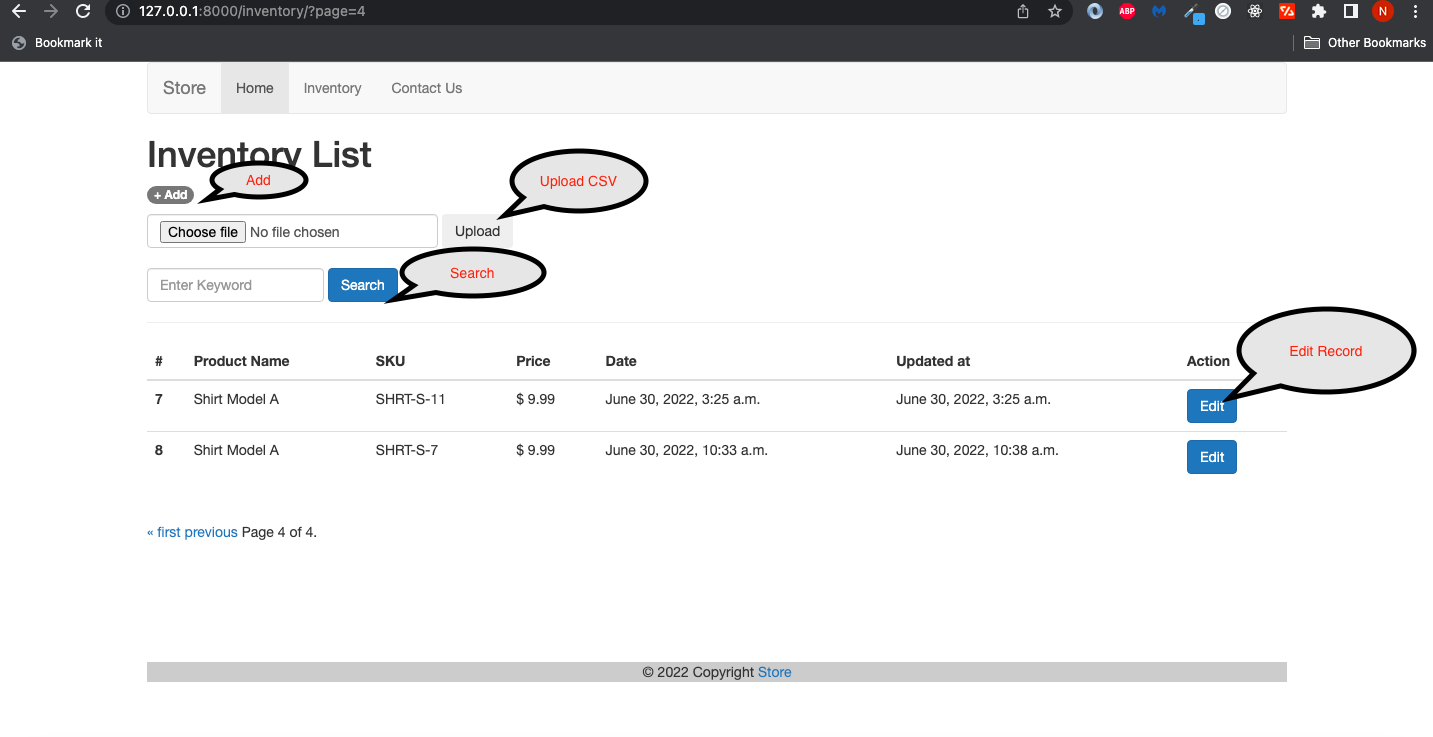 127.0.0.1:8000/inventory/?page=4
ABP
N
Bookmark it
Other Bookmarks
Store Home Inventory Contact Us
Inventory List
Add
+ Add
Upload CSV
Choose file No file chosen Upload
Search
Enter Keyword Search
Edit Record
# Product Name SKU Price Date Updated at Action
7 Shirt Model A SHRT-S-11 $ 9.99 June 30, 2022, 3:25 a.m. June 30, 2022, 3:25 a.m. Edit
8 Shirt Model A SHRT-S-7 $ 9.99 June 30, 2022, 10:33 a.m. June 30, 2022, 10:38 a.m. Edit
« first previous Page 4 of 4.
© 2022 Copyright Store